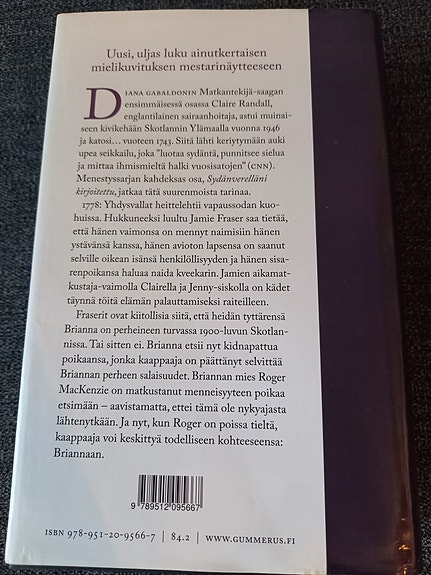 Uusi, uljas luku ainutkertaisen
mielikuvituksen mestarinäytteeseen
DIANA GABALDONIN Matkantekijä-saagan
ensimmäisessä osassa Claire Randall,
englantilainen sairaanhoitaja, astui muinai-
seen kivikehään Skotlannin Ylämaalla vuonna 1946
ja katosi… vuoteen 1743. Siitä lähti keriytymään auki
upea seikkailu, joka "luotaa sydäntä, punnitsee sielua
ja mittaa ihmismieltä halki vuosisatojen" (CNN).
Menestyssarjan kahdeksas osa, Sydänverelläni
kirjoitettu, jatkaa tätä suurenmoista tarinaa.
1778: Yhdysvallat heittelehtii vapaussodan kuo-
huissa. Hukkuneeksi luultu Jamie Fraser saa tietää,
että hänen vaimonsa on mennyt naimisiin hänen
ystävänsä kanssa, hänen avioton lapsensa on saanut
selville oikean isänsä henkilöllisyyden ja hänen sisa-
renpoikansa haluaa naida kveekarin. Jamien aikamat-
kustaja-vaimolla Clairella ja Jenny-siskolla on kädet
täynnä töitä elämän palauttamiseksi raiteilleen.
Fraserit ovat kiitollisia siitä, että heidän tyttärensä
Brianna on perheineen turvassa 1900-luvun Skotlan-
nissa. Tai sitten ei. Brianna etsii nyt kidnapattua
poikaansa, jonka kaappaaja on päättänyt selvittää
Briannan perheen salaisuudet. Briannan mies Roger
MacKenzie on matkustanut menneisyyteen poikaa
etsimään – aavistamatta, ettei tämä ole nykyajasta
lähtenytkään. Ja nyt, kun Roger on poissa tieltä,
kaappaaja voi keskittyä todelliseen kohteeseensa:
Briannaan.
9 789512 095667
ISBN 978-951-20-9566-7 | 84.2 | WWW.GUMMERUS.FI